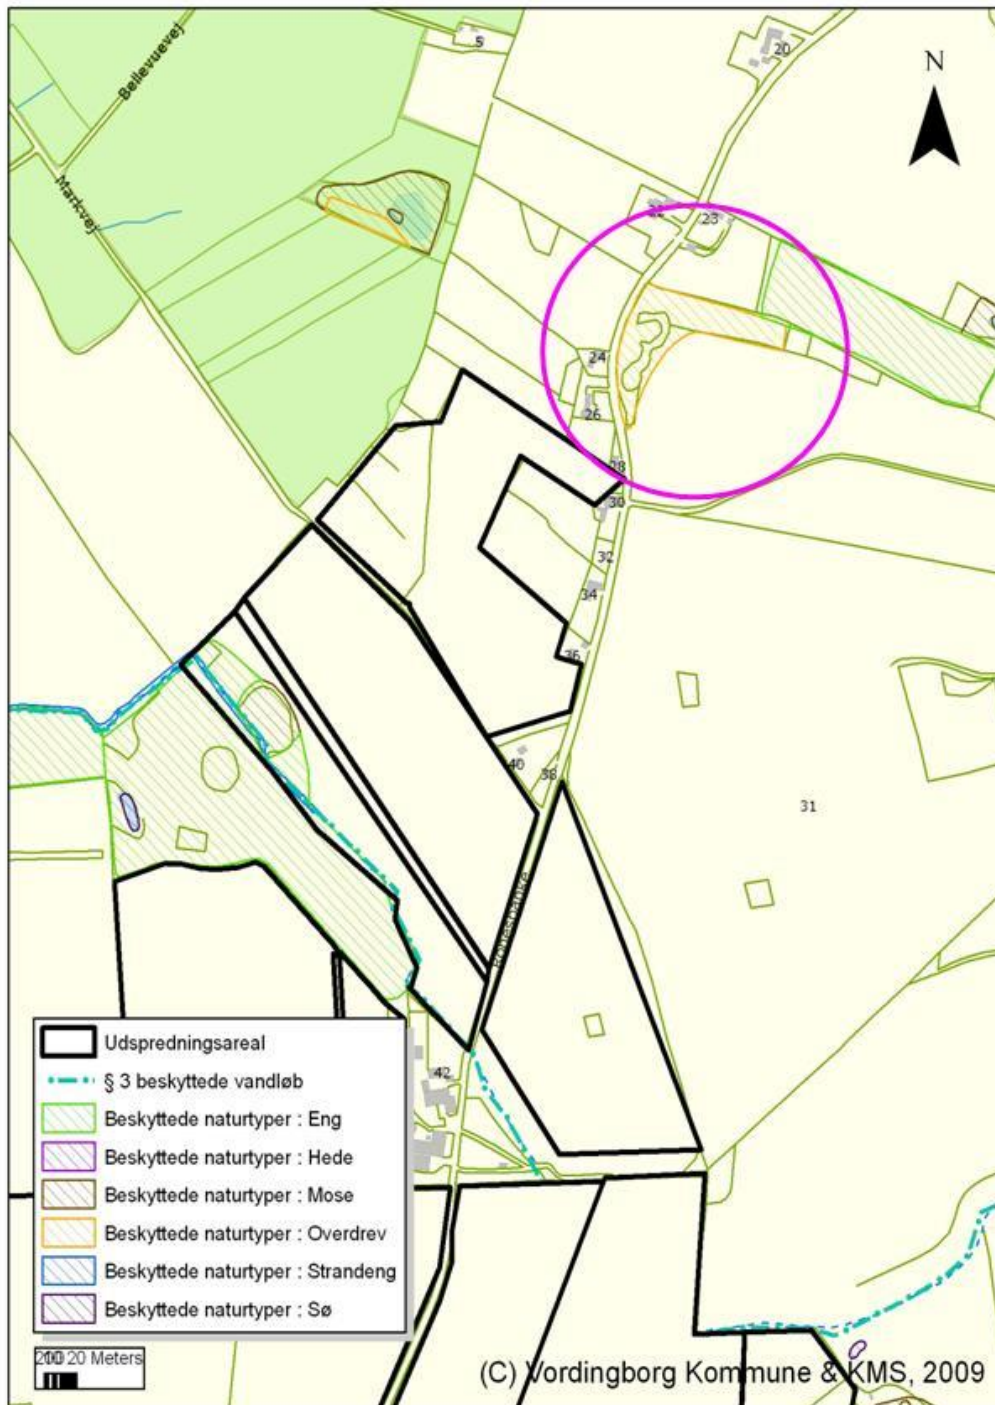 5
20
N
Bellevuevej
Markvej
22
23
24
26
28
30
32
34
36
40
38
31
42
Udspredningsareal
§ 3 beskyttede vandløb
Beskyttede naturtyper : Eng
Beskyttede naturtyper : Hede
Beskyttede naturtyper : Mose
Beskyttede naturtyper : Overdrev
Beskyttede naturtyper : Strandeng
Beskyttede naturtyper : Sø
20 Meters
(C) Vordingborg Kommune & KMS, 2009